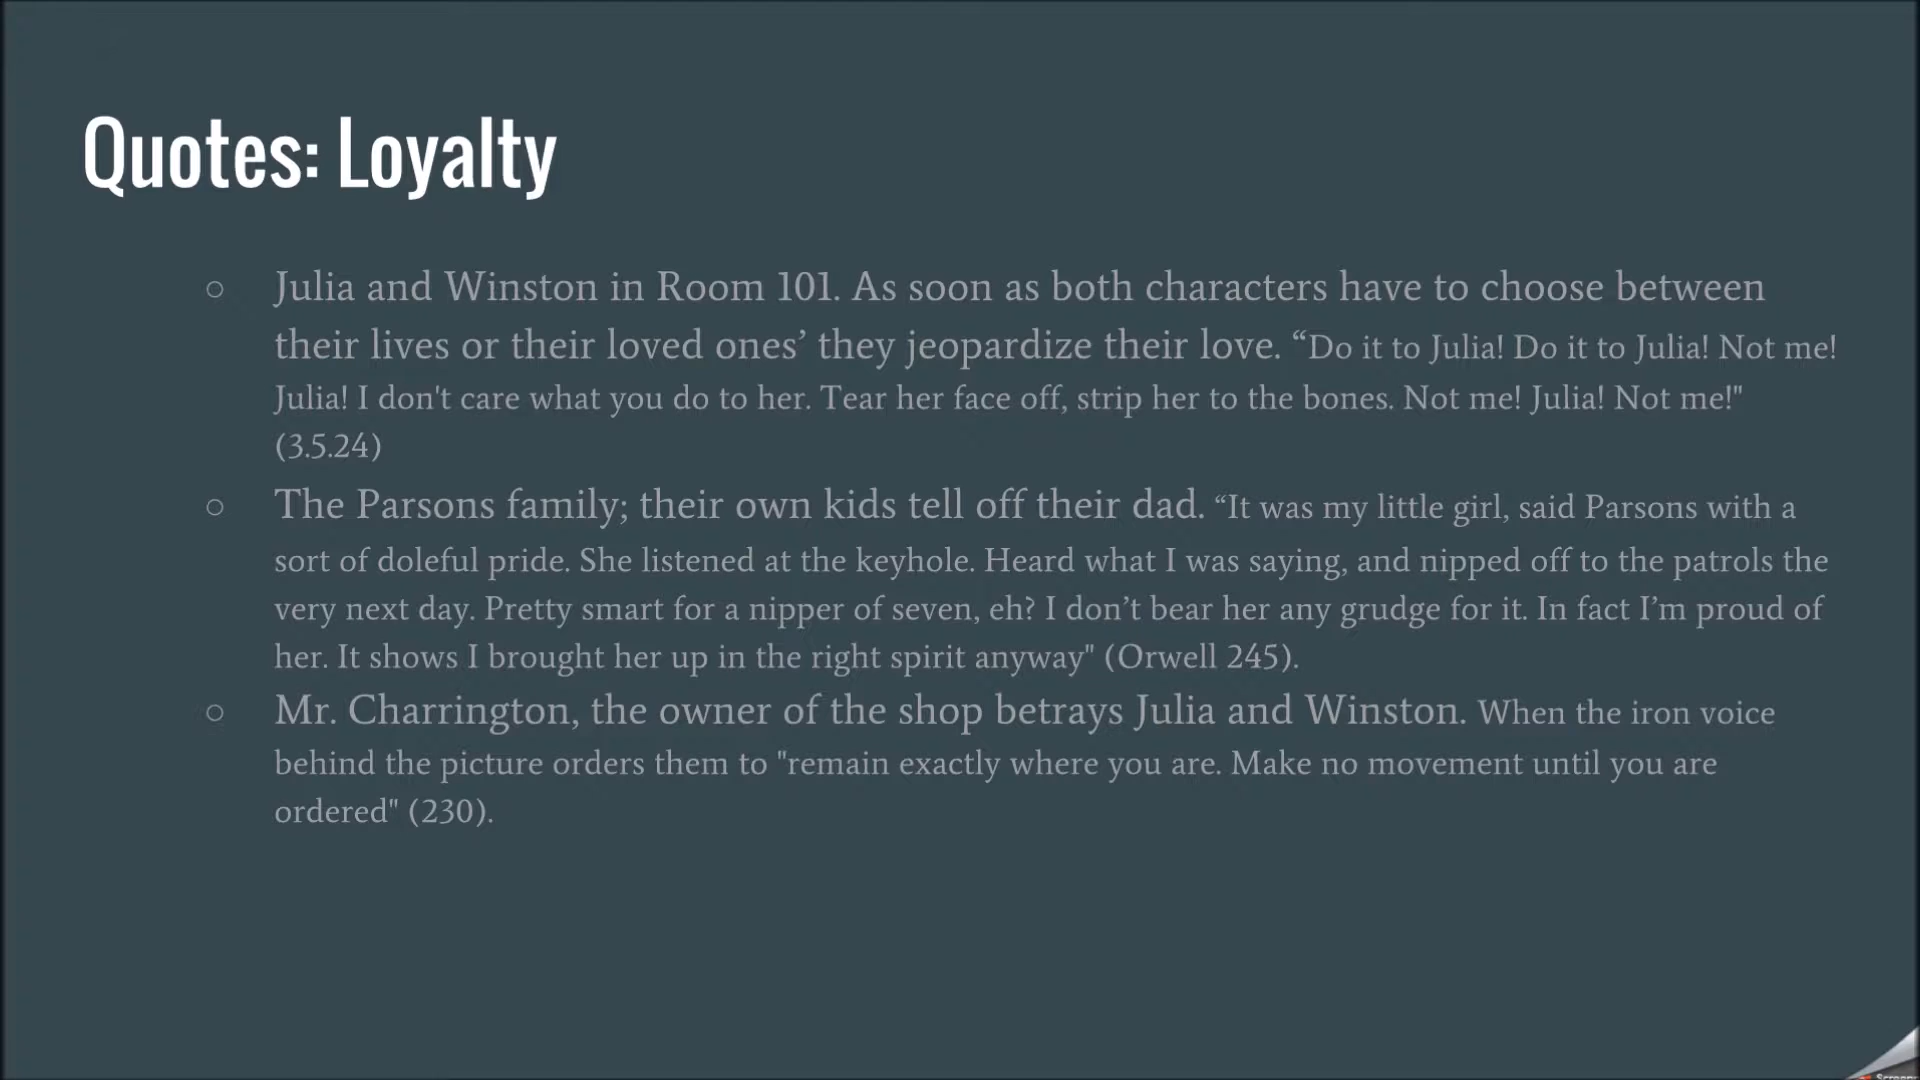 Quotes: Loyalty
○ Julia and Winston in Room 101. As soon as both characters have to choose between
their lives or their loved ones’ they jeopardize their love. “Do it to Julia! Do it to Julia! Not me!
Julia! I don't care what you do to her. Tear her face off, strip her to the bones. Not me! Julia! Not me!"
(3.5.24)
○ The Parsons family; their own kids tell off their dad. “It was my little girl, said Parsons with a
sort of doleful pride. She listened at the keyhole. Heard what I was saying, and nipped off to the patrols the
very next day. Pretty smart for a nipper of seven, eh? I don’t bear her any grudge for it. In fact I’m proud of
her. It shows I brought her up in the right spirit anyway" (Orwell 245).
○ Mr. Charrington, the owner of the shop betrays Julia and Winston. When the iron voice
behind the picture orders them to "remain exactly where you are. Make no movement until you are
ordered" (230).